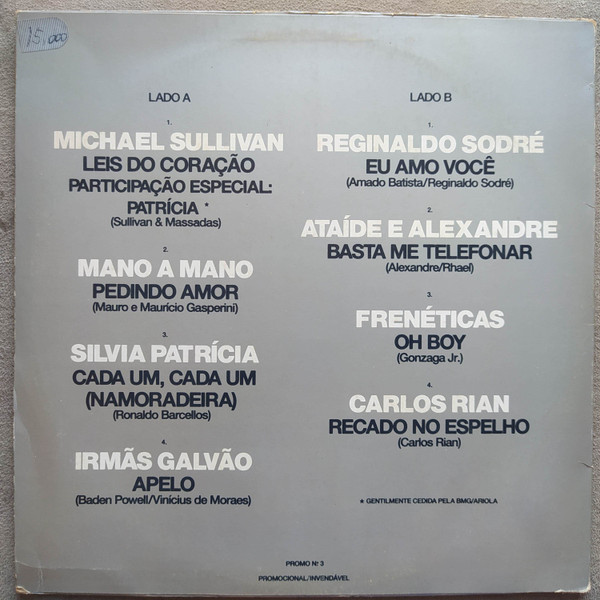 15.000
LADO A
1.
MICHAEL SULLIVAN
LEIS DO CORAÇÃO
PARTICIPAÇÃO ESPECIAL:
PATRÍCIA *
(Sullivan & Massadas)
2.
MANO A MANO
PEDINDO AMOR
(Mauro e Maurício Gasperini)
3.
SILVIA PATRÍCIA
CADA UM, CADA UM
(NAMORADEIRA)
(Ronaldo Barcellos)
4.
IRMÃS GALVÃO
APELO
(Baden Powell/Vinícius de Moraes)
LADO B
1.
REGINALDO SODRÉ
EU AMO VOCÊ
(Amado Batista/Reginaldo Sodré)
2.
ATAÍDE E ALEXANDRE
BASTA ME TELEFONAR
(Alexandre/Rhael)
3.
FRENÉTICAS
OH BOY
(Gonzaga Jr.)
4.
CARLOS RIAN
RECADO NO ESPELHO
(Carlos Rian)
* GENTILMENTE CEDIDA PELA BMG/ARIOLA
PROMO Nº 3
PROMOCIONAL/INVENDÁVEL